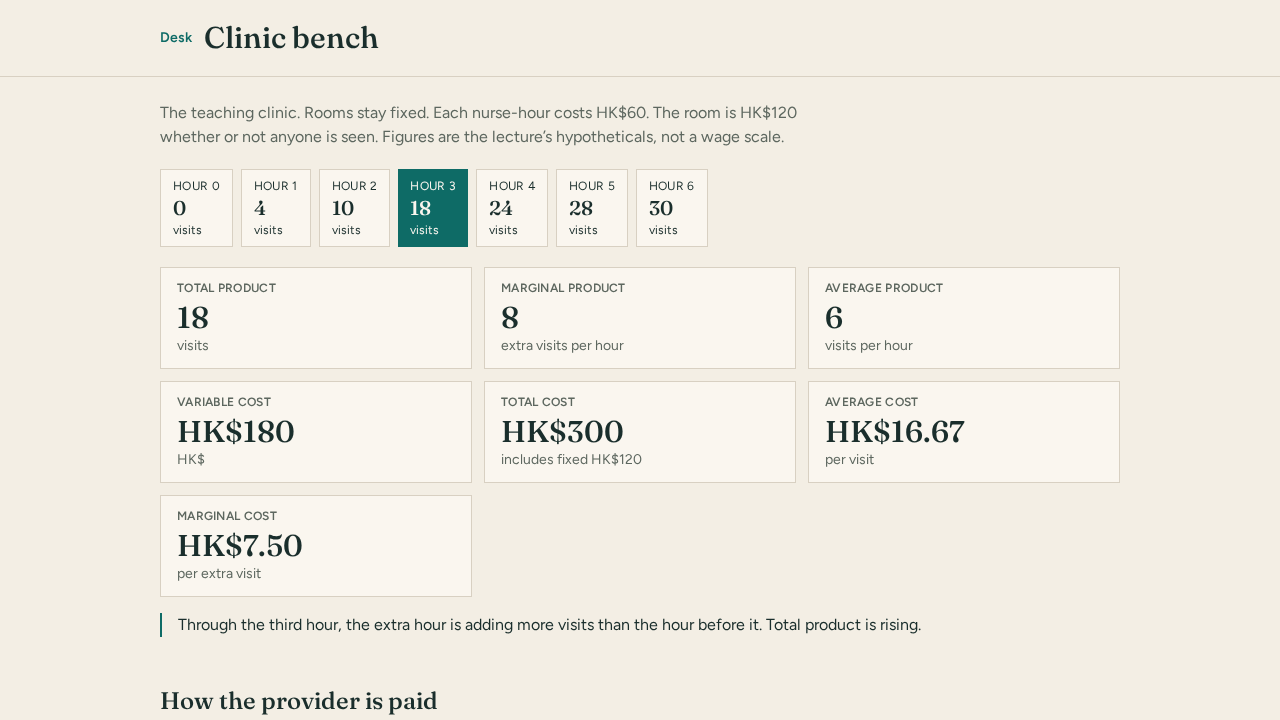 Desk Clinic bench
The teaching clinic. Rooms stay fixed. Each nurse-hour costs HK$60. The room is HK$120
whether or not anyone is seen. Figures are the lecture’s hypotheticals, not a wage scale.
HOUR 0
0
visits
HOUR 1
4
visits
HOUR 2
10
visits
HOUR 3
18
visits
HOUR 4
24
visits
HOUR 5
28
visits
HOUR 6
30
visits
TOTAL PRODUCT
18
visits
MARGINAL PRODUCT
8
extra visits per hour
AVERAGE PRODUCT
6
visits per hour
VARIABLE COST
HK$180
HK$
TOTAL COST
HK$300
includes fixed HK$120
AVERAGE COST
HK$16.67
per visit
MARGINAL COST
HK$7.50
per extra visit
Through the third hour, the extra hour is adding more visits than the hour before it. Total product is rising.
How the provider is paid